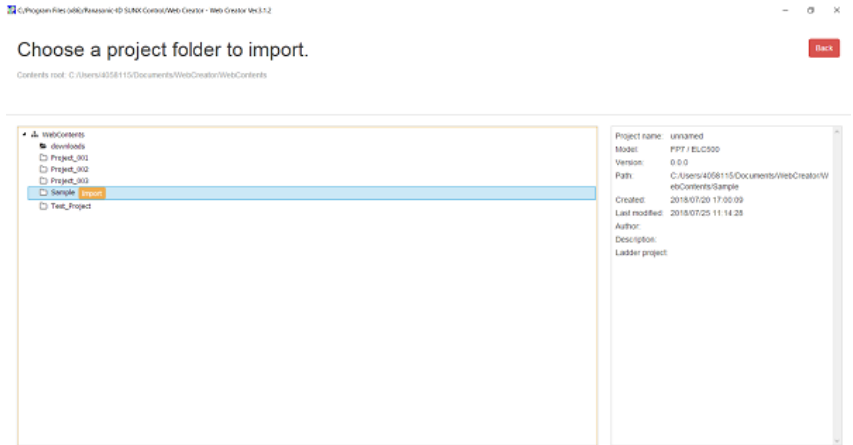 C:/Program Files (x86)/Panasonic-ID SUNX Control/Web Creator - Web Creator Ver.3.1.2
Choose a project folder to import.
Back
Contents root: C:/Users/4058115/Documents/WebCreator/WebContents
WebContents
downloads
Project_001
Project_002
Project_003
Sample Import
Test_Project
Project name: unnamed
Model: FP7 / ELC500
Version: 0.0.0
Path: C:/Users/4058115/Documents/WebCreator/W
ebContents/Sample
Created: 2018/07/20 17:00:09
Last modified: 2018/07/25 11:14:28
Author:
Description:
Ladder project: